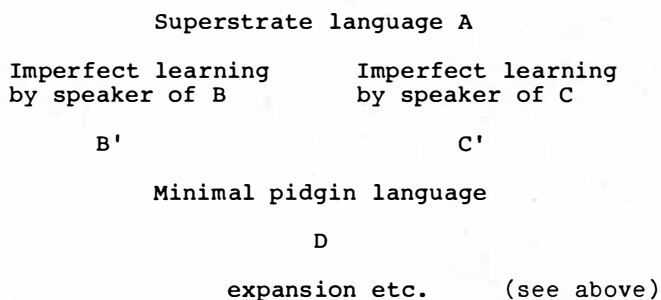 Superstrate language A
Imperfect learning Imperfect learning
by speaker of B by speaker of C
B' C'
Minimal pidgin language
D
expansion etc. (see above)